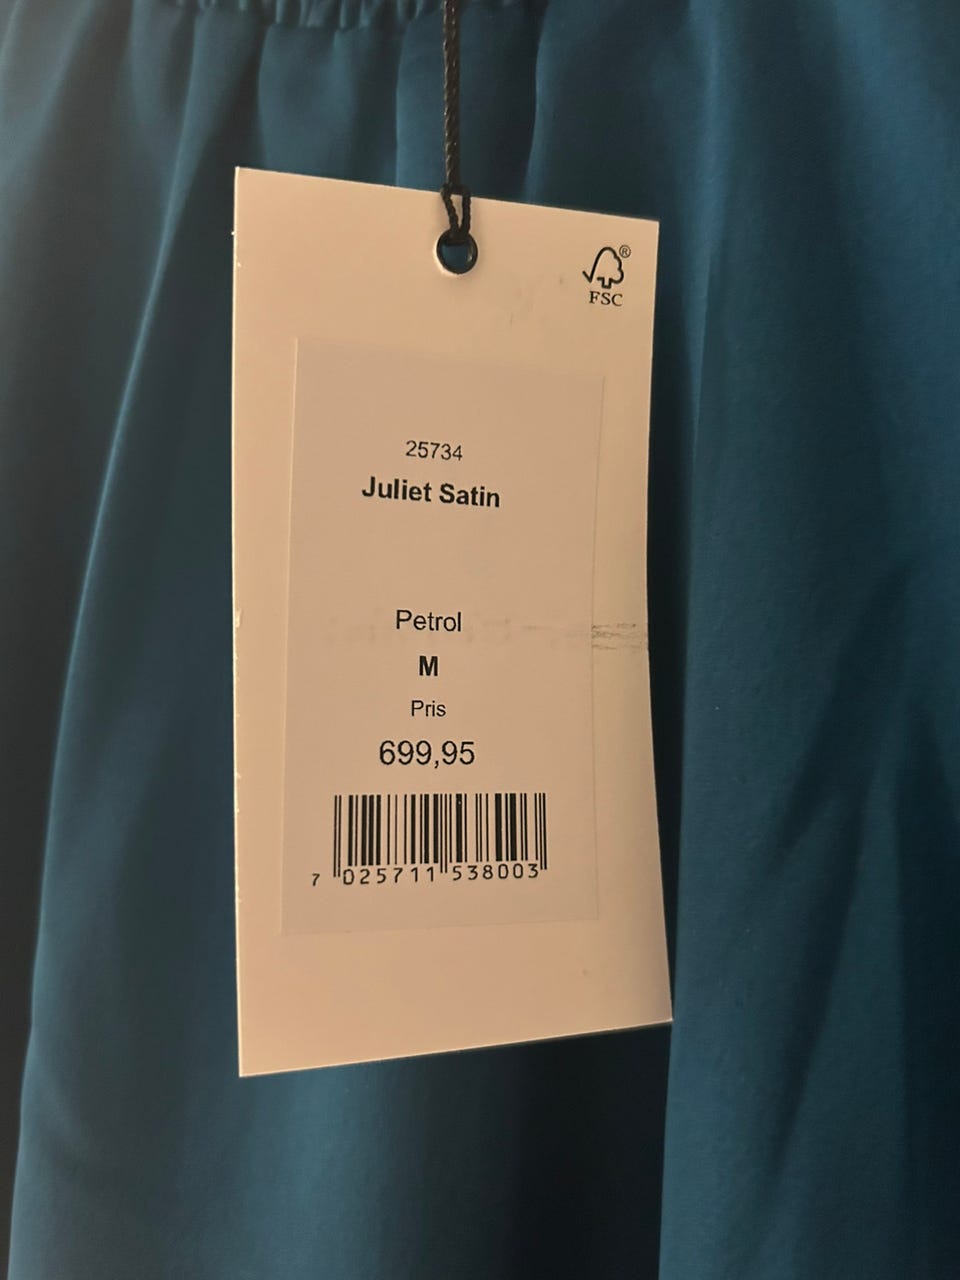 ®
FSC
25734
Juliet Satin
Petrol
M
Pris
699,95
7 025711 538003